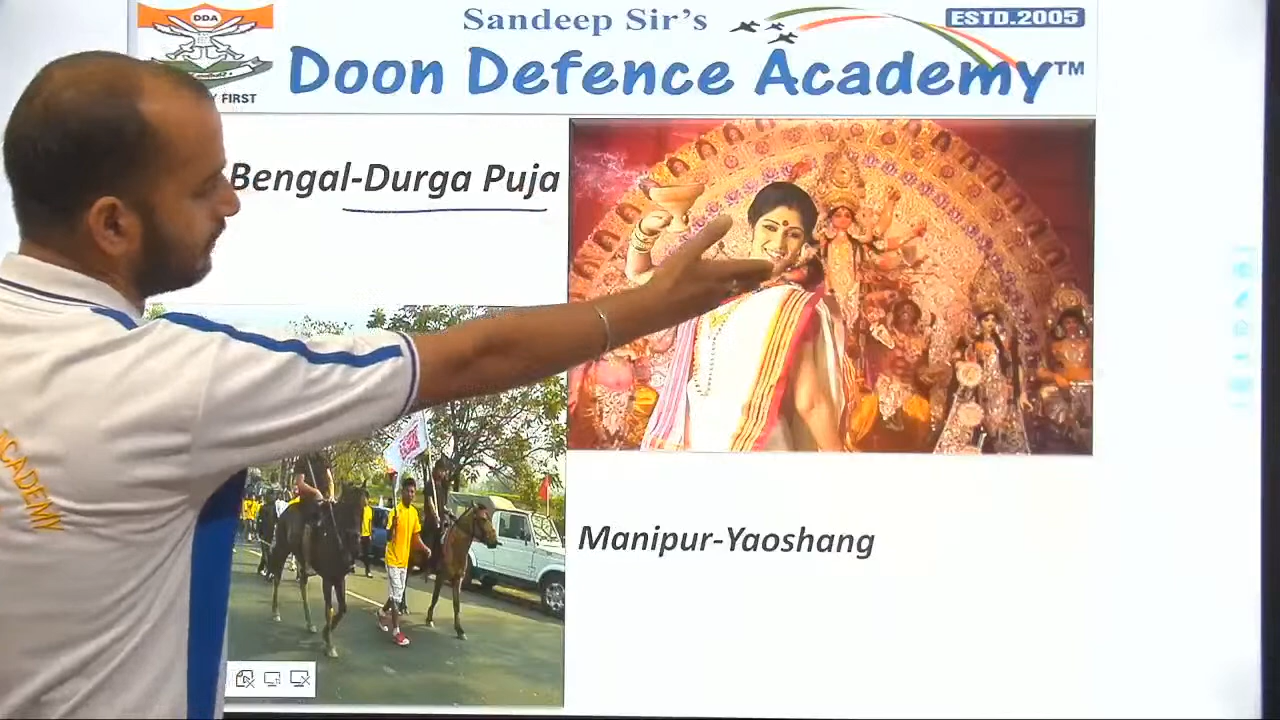 DDA
Y FIRST
Sandeep Sir's
ESTD.2005
Doon Defence Academy™
Bengal-Durga Puja
Manipur-Yaoshang
ACADEMY